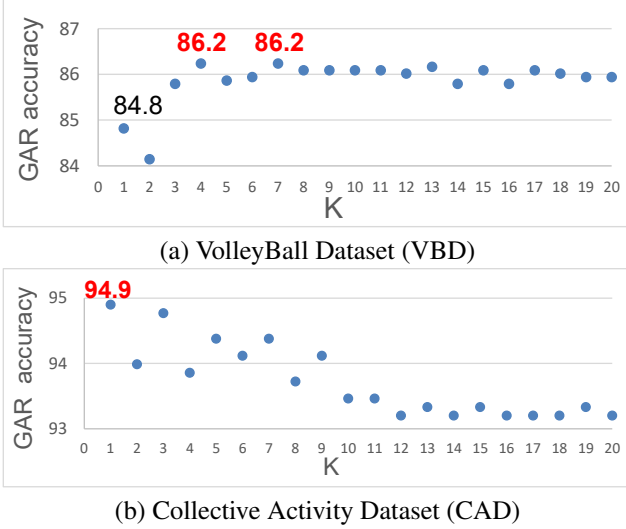 87
86.2 86.2
86
84.8
85
84
0 1 2 3 4 5 6 7 8 9 10 11 12 13 14 15 16 17 18 19 20
GAR accuracy
K
(a) VolleyBall Dataset (VBD)
94.9
95
94
93
0 1 2 3 4 5 6 7 8 9 10 11 12 13 14 15 16 17 18 19 20
GAR accuracy
K
(b) Collective Activity Dataset (CAD)